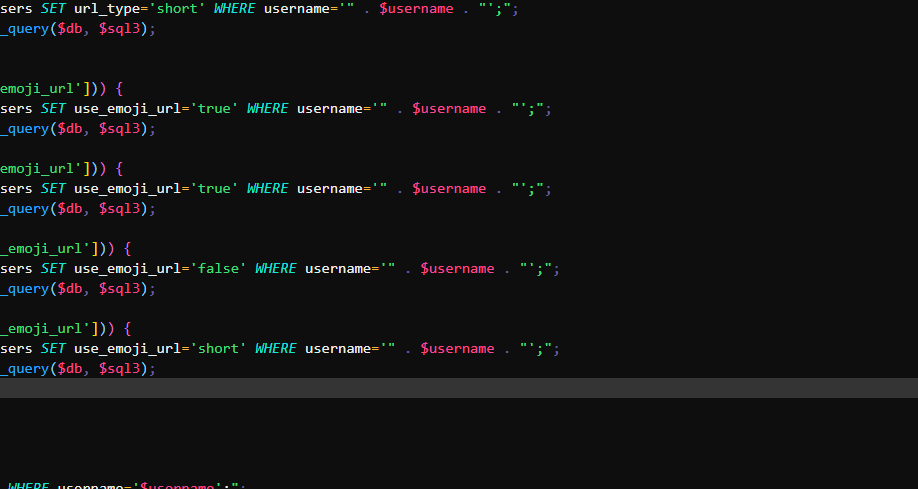 sers SET url_type='short' WHERE username='" . $username . "';";
_query($db, $sql3);
emoji_url'])) {
sers SET use_emoji_url='true' WHERE username='" . $username . "';";
_query($db, $sql3);
emoji_url'])) {
sers SET use_emoji_url='true' WHERE username='" . $username . "';";
_query($db, $sql3);
_emoji_url'])) {
sers SET use_emoji_url='false' WHERE username='" . $username . "';";
_query($db, $sql3);
_emoji_url'])) {
sers SET use_emoji_url='short' WHERE username='" . $username . "';";
_query($db, $sql3);
WHERE username='$username';";